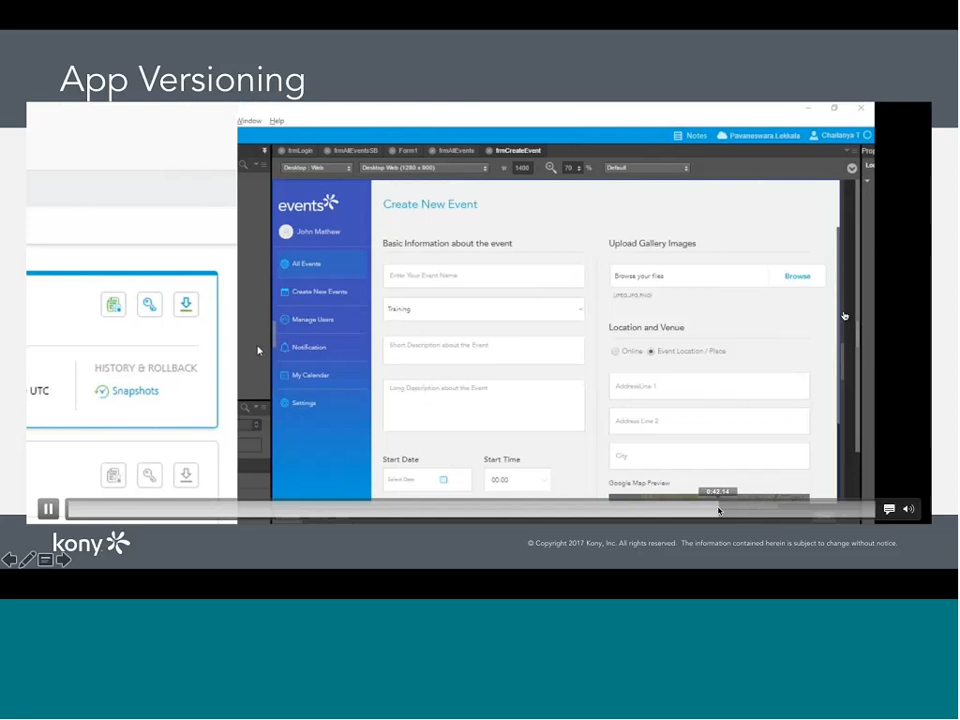 App Versioning
Window Help
Notes Pavaneswara Lekkala Chaitanya T
frmLogin frmAllEventsSB Form1 frmAllEvents frmCreateEvent
Desktop : Web Desktop Web (1280 x 900) 1400 70 % Default
events
John Mathew
All Events
Create New Events
Manage Users
Notification
My Calendar
Settings
Create New Event
Basic Information about the event
Enter Your Event Name
Training
Short Description about the Event
Long Description about the Event
Start Date Start Time
Select Date 00:00
Upload Gallery Images
Browse your files Browse
Location and Venue
Online Event Location / Place
AddressLine 1
Address Line 2
City
Google Map Preview
HISTORY & ROLLBACK
UTC Snapshots
0:42:14
kony
© Copyright 2017 Kony, Inc. All rights reserved. The information contained herein is subject to change without notice.